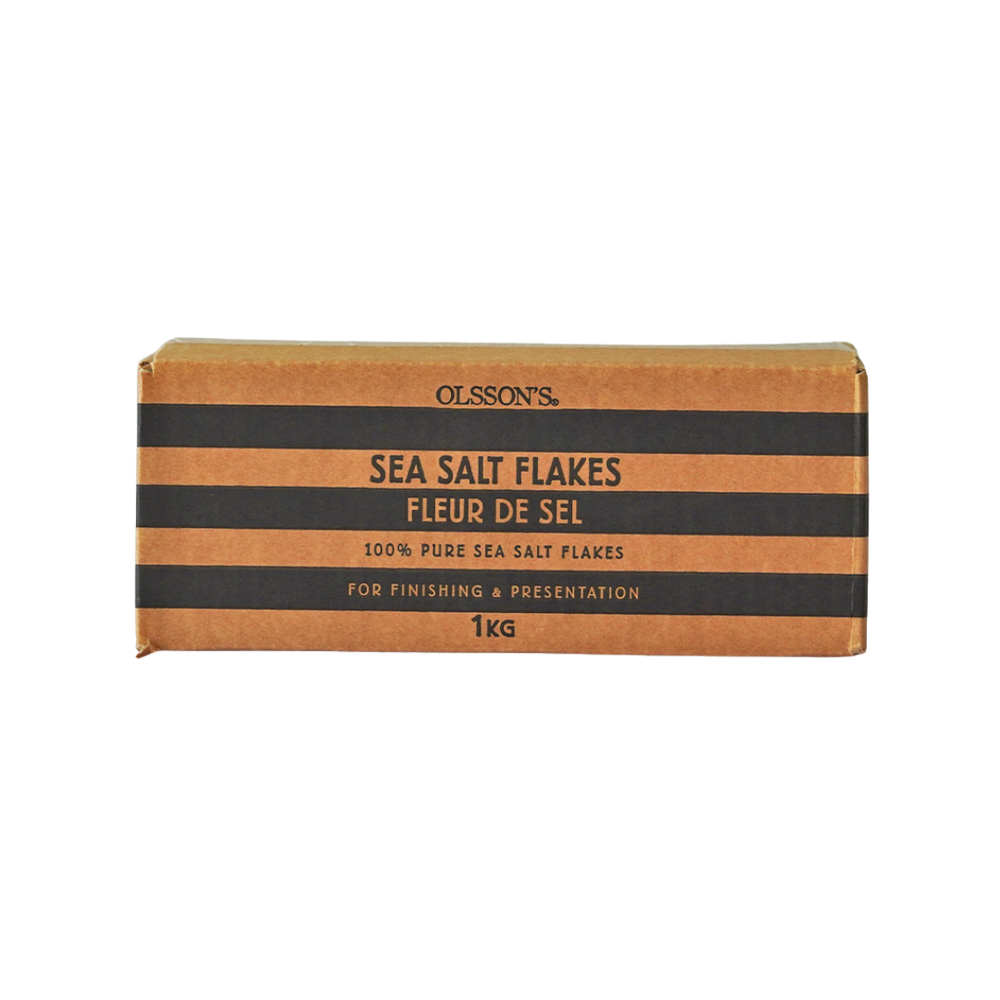 OLSSON'S®
SEA SALT FLAKES
FLEUR DE SEL
100% PURE SEA SALT FLAKES
FOR FINISHING & PRESENTATION
1KG